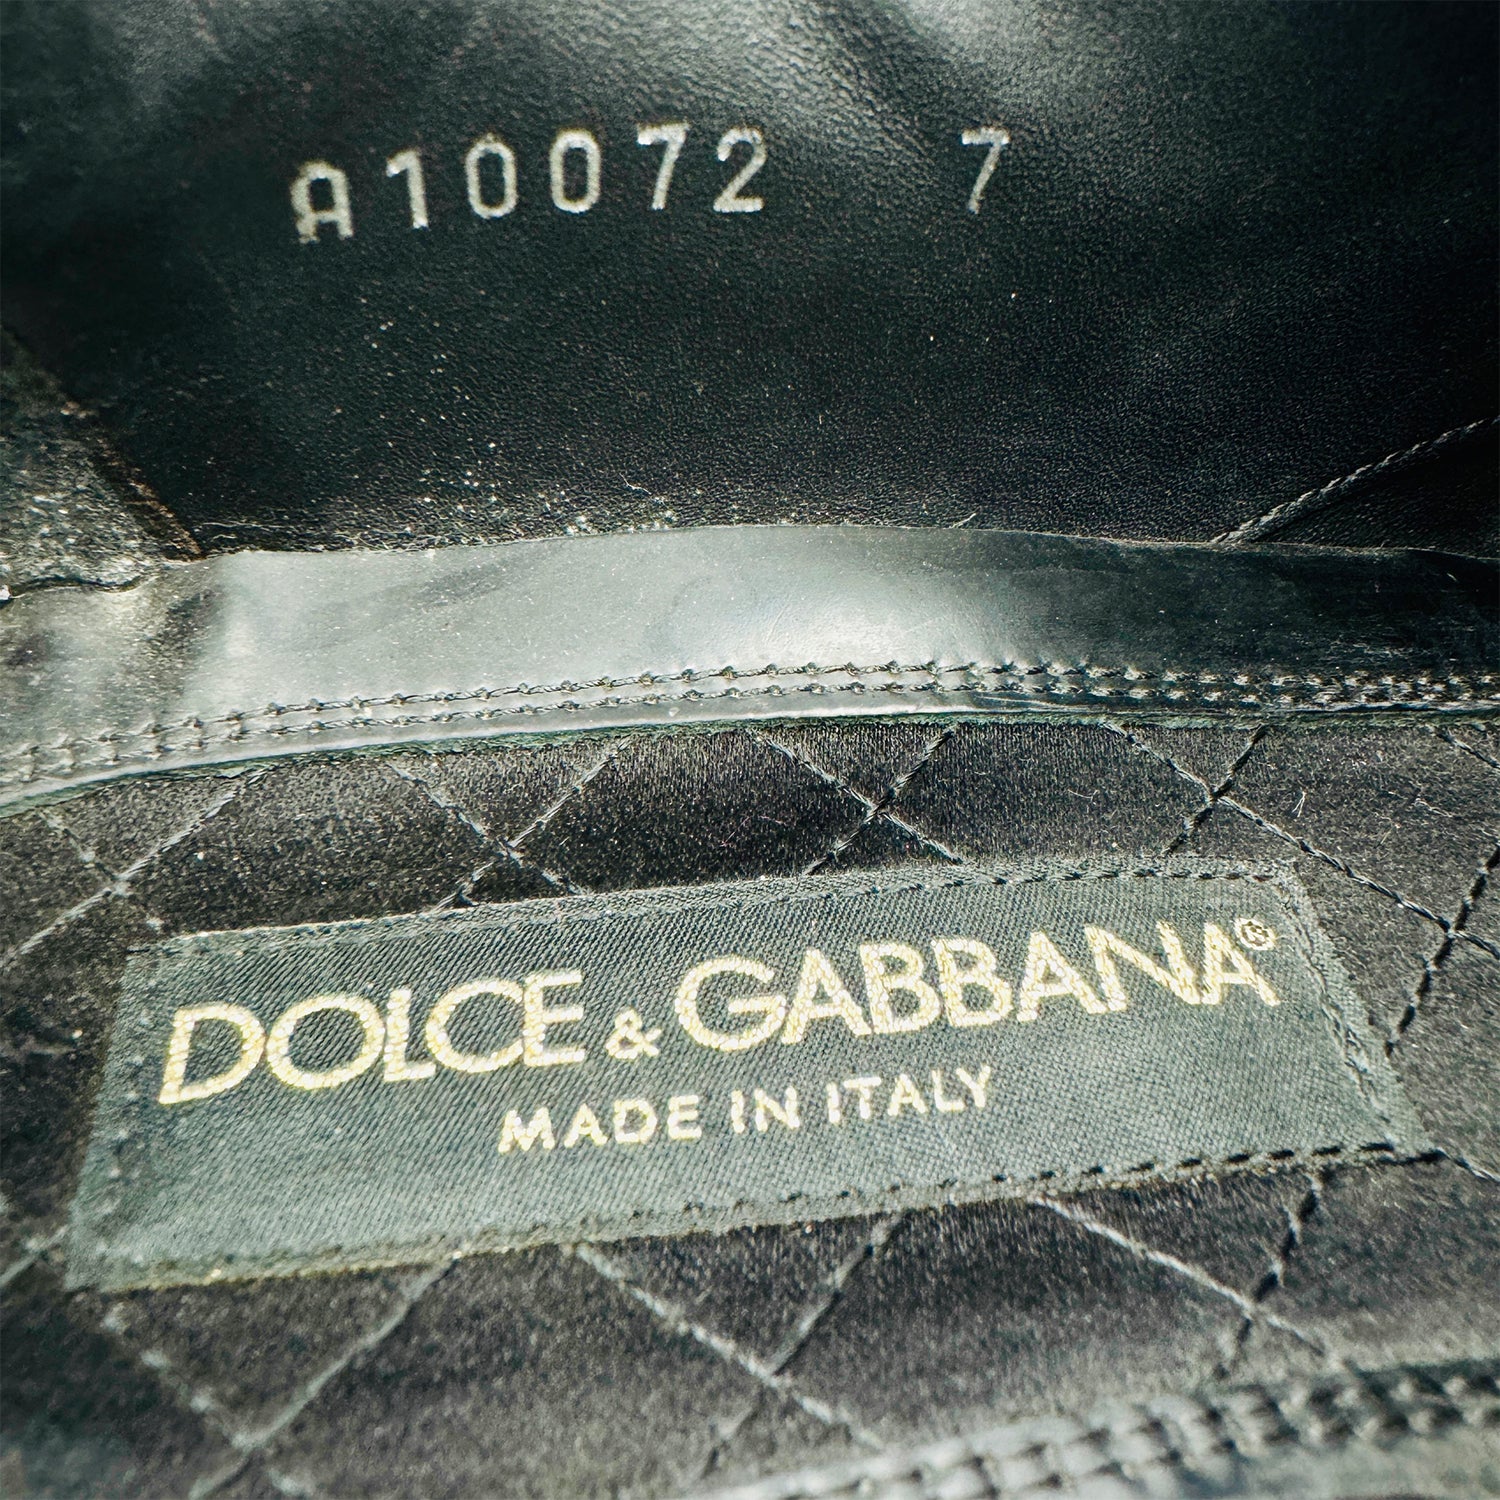 A10072 7
DOLCE & GABBANA®
MADE IN ITALY